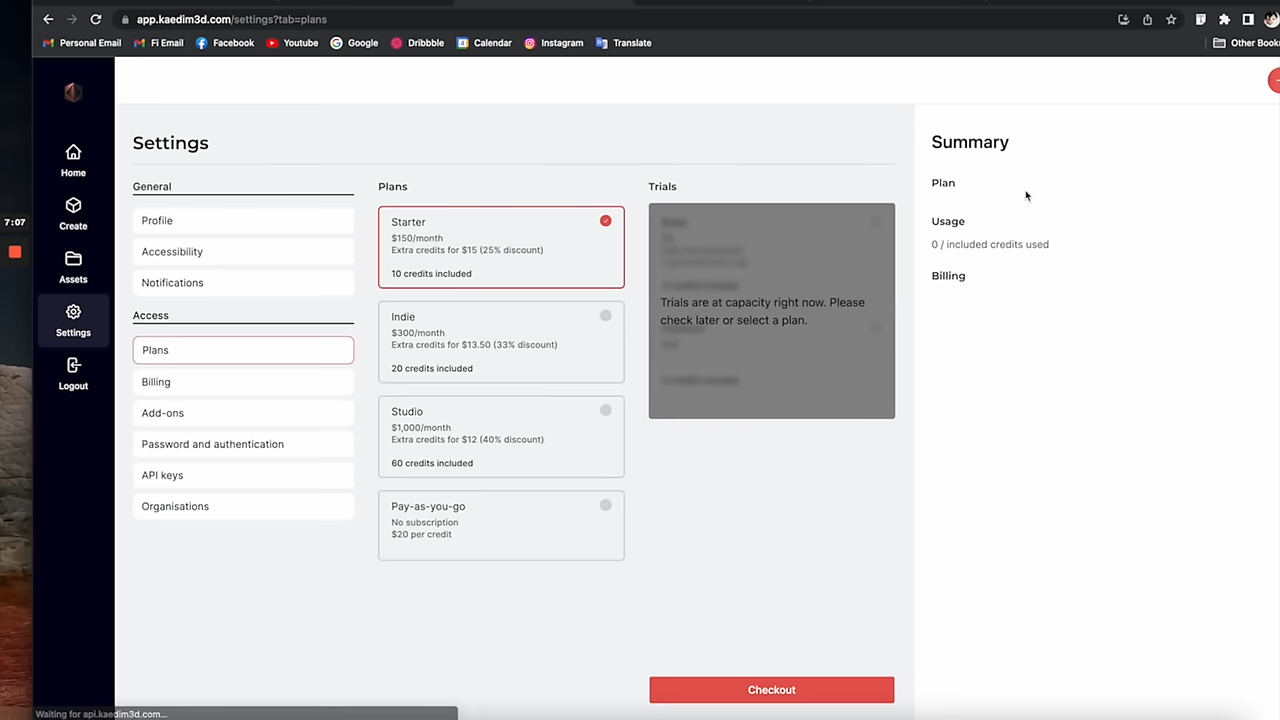 app.kaedim3d.com/settings?tab=plans
Personal Email
Fi Email
Facebook
Youtube
Google
Dribbble
Calendar
Instagram
Translate
Other Book
7:07
Home
Create
Assets
Settings
Logout
Settings
General
Profile
Accessibility
Notifications
Access
Plans
Billing
Add-ons
Password and authentication
API keys
Organisations
Plans
Starter
$150/month
Extra credits for $15 (25% discount)
10 credits included
Indie
$300/month
Extra credits for $13.50 (33% discount)
20 credits included
Studio
$1,000/month
Extra credits for $12 (40% discount)
60 credits included
Pay-as-you-go
No subscription
$20 per credit
Trials
Trials are at capacity right now. Please
check later or select a plan.
Checkout
Summary
Plan
Usage
0 / included credits used
Billing
Waiting for api.kaedim3d.com...